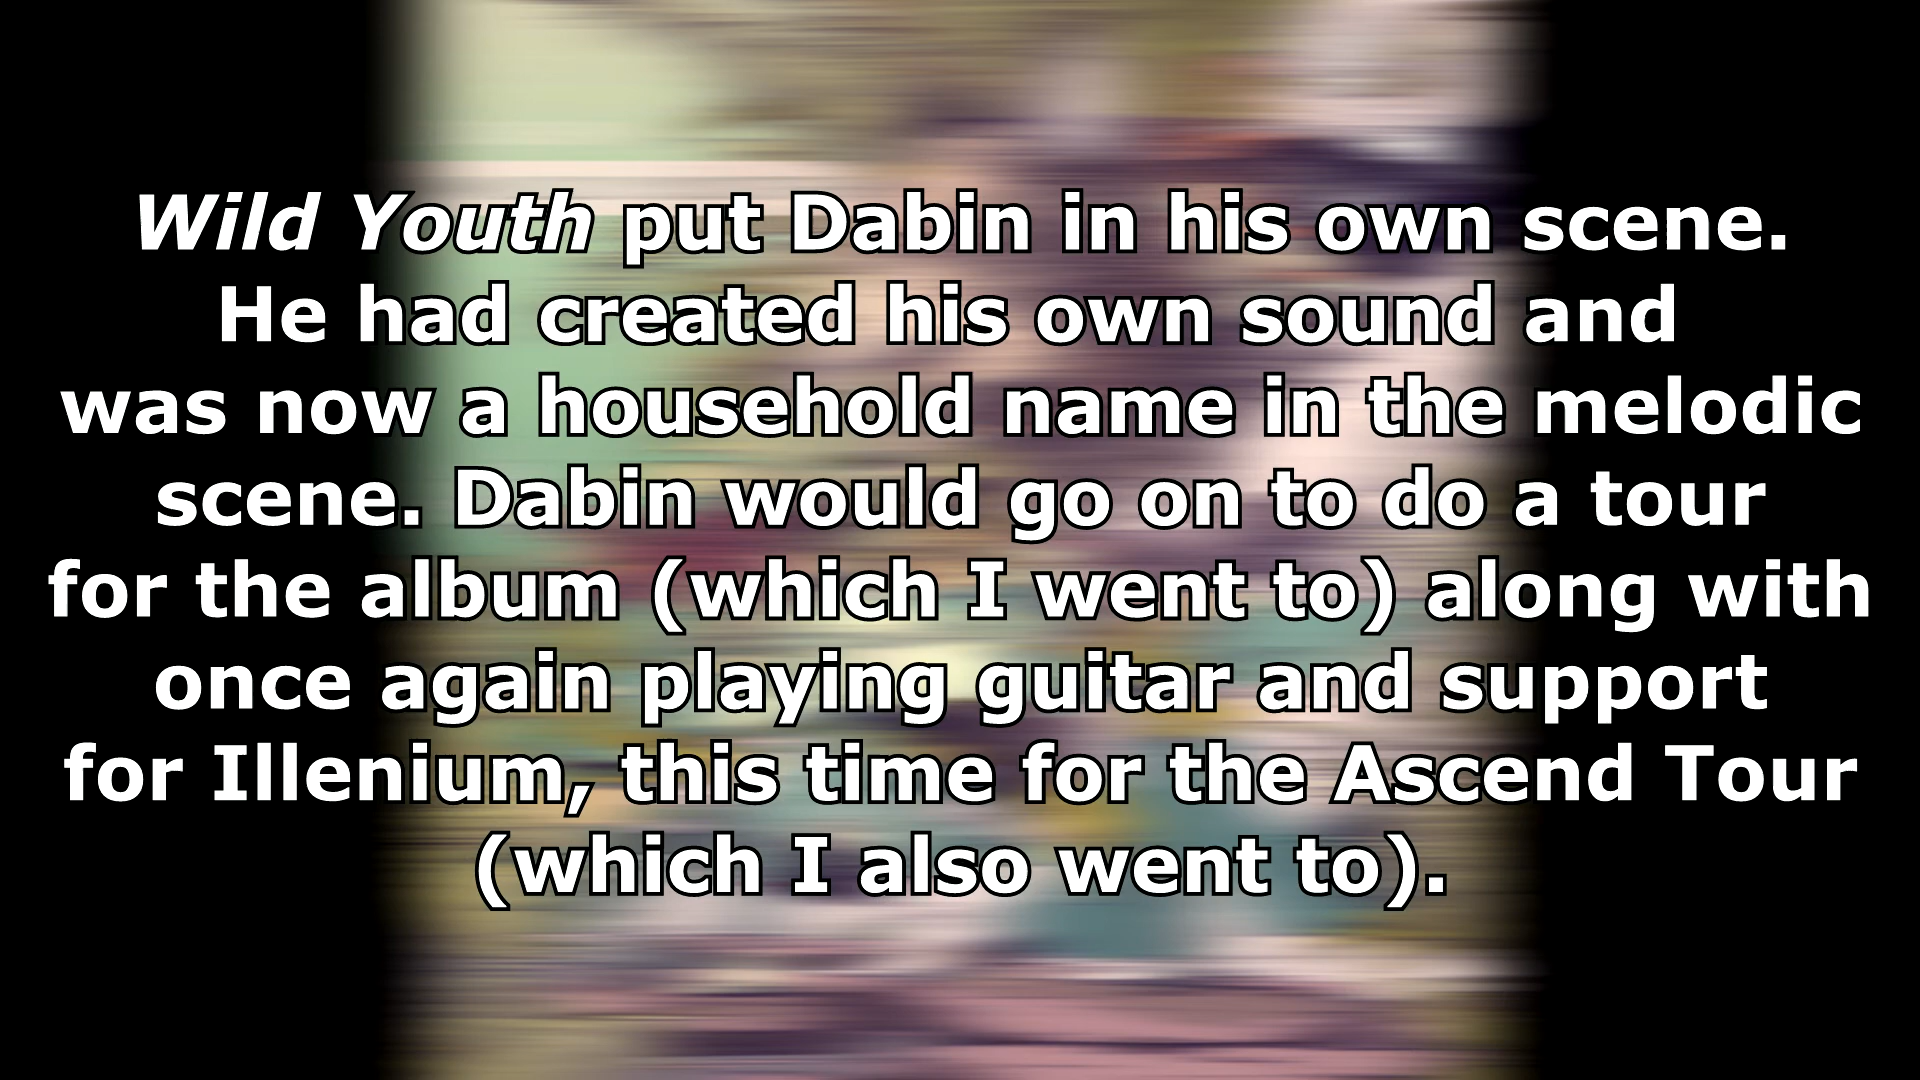 Wild Youth put Dabin in his own scene.
He had created his own sound and
was now a household name in the melodic
scene. Dabin would go on to do a tour
for the album (which I went to) along with
once again playing guitar and support
for Illenium, this time for the Ascend Tour
(which I also went to).